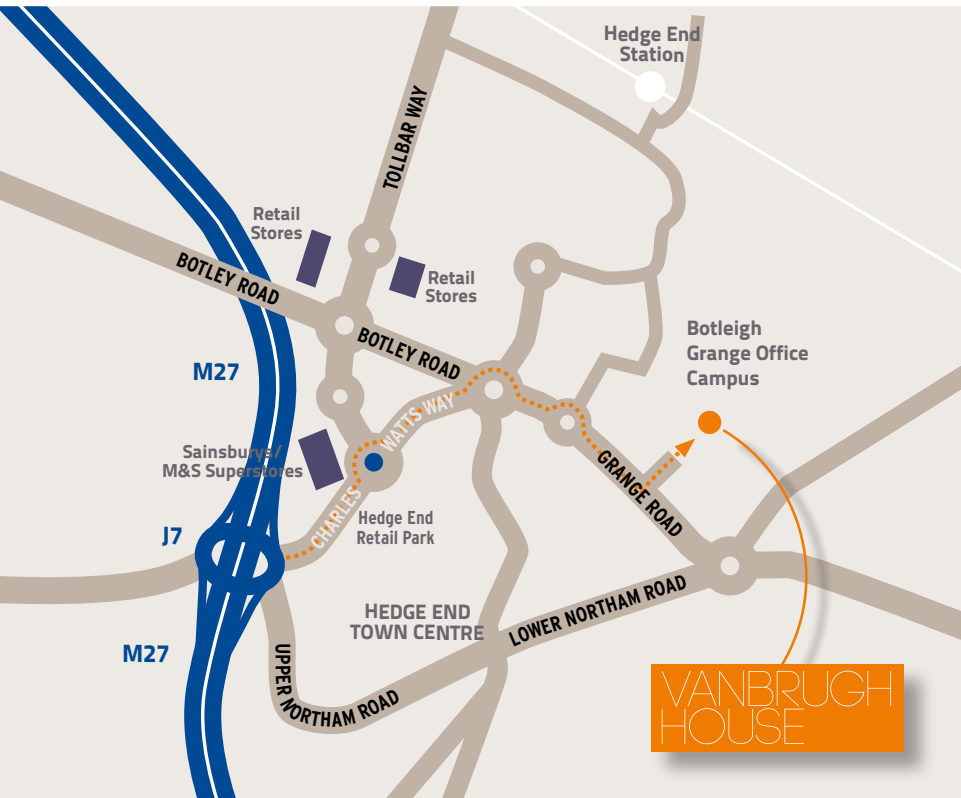 Hedge End
Station
TOLLBAR WAY
Retail
Stores
BOTLEY ROAD
Retail
Stores
BOTLEY ROAD
Botleigh
Grange Office
Campus
M27
CHARLES WATTS WAY
Sainsburys/
M&S Superstores
GRANGE ROAD
Hedge End
Retail Park
J7
HEDGE END
TOWN CENTRE
LOWER NORTHAM ROAD
M27
UPPER NORTHAM ROAD
VANBRUGH
HOUSE